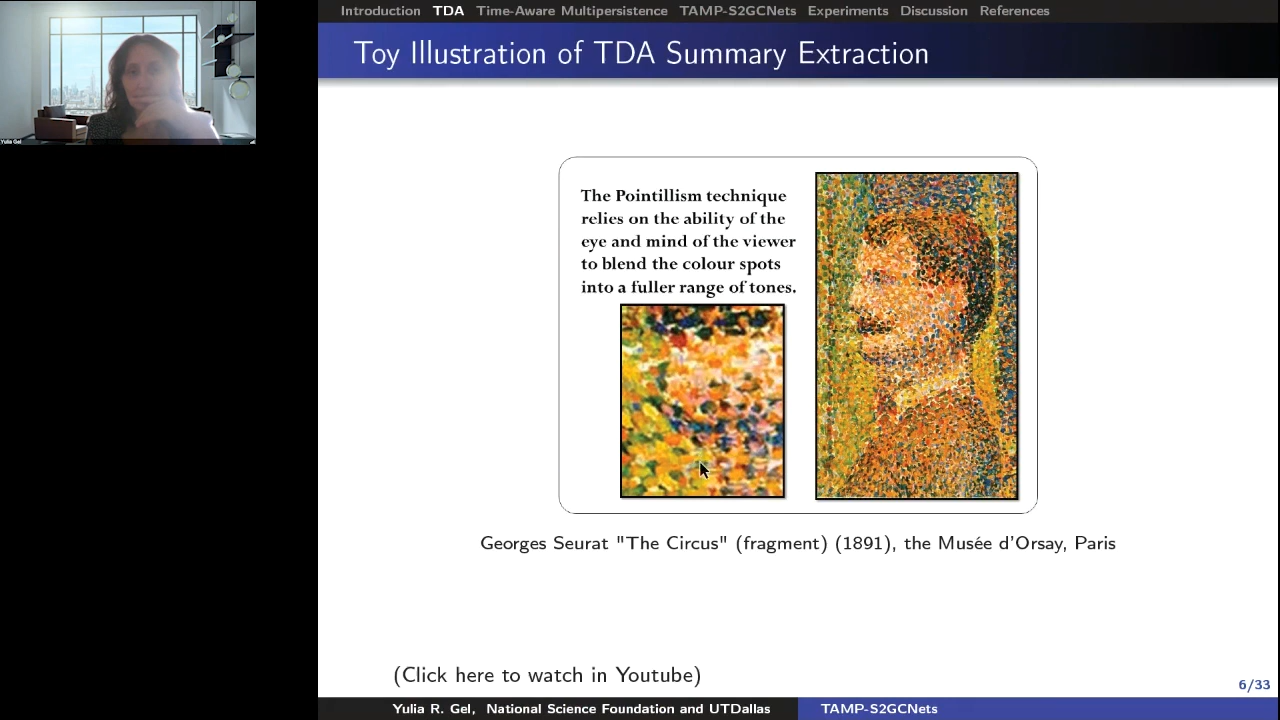 Introduction TDA Time-Aware Multipersistence TAMP-S2GCNets Experiments Discussion References
Toy Illustration of TDA Summary Extraction
Yulia Gel
The Pointillism technique
relies on the ability of the
eye and mind of the viewer
to blend the colour spots
into a fuller range of tones.
Georges Seurat "The Circus" (fragment) (1891), the Musée d'Orsay, Paris
(Click here to watch in Youtube)
6/33
Yulia R. Gel, National Science Foundation and UTDallas TAMP-S2GCNets